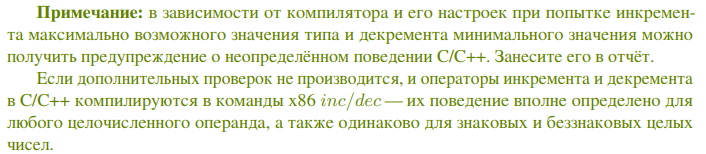 Примечание: в зависимости от компилятора и его настроек при попытке инкремен-
та максимально возможного значения типа и декремента минимального значения можно
получить предупреждение о неопределённом поведении C/C++. Занесите его в отчёт.
Если дополнительных проверок не производится, и операторы инкремента и декремента
в C/C++ компилируются в команды x86 inc/dec — их поведение вполне определено для
любого целочисленного операнда, а также одинаково для знаковых и беззнаковых целых
чисел.